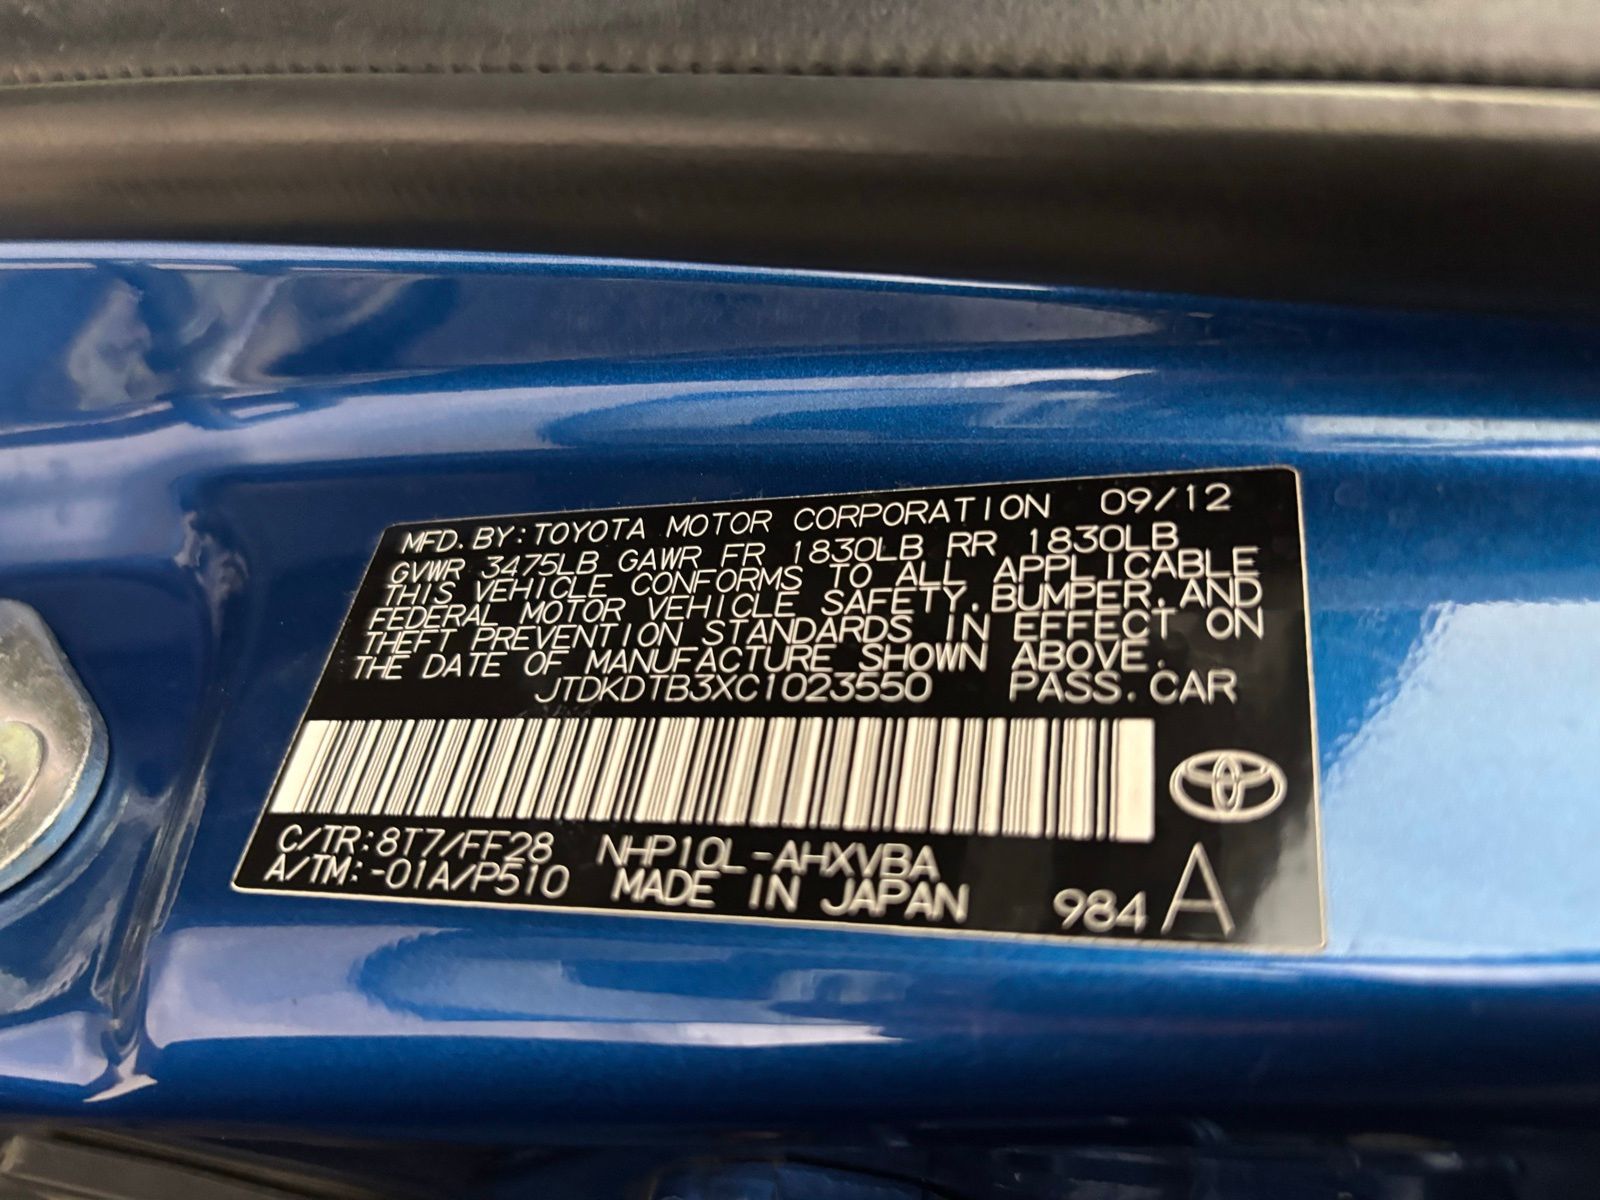 MFD. BY: TOYOTA MOTOR CORPORATION 09/12
GVWR 3475LB GAWR FR 1830LB RR 1830LB
THIS VEHICLE CONFORMS TO ALL APPLICABLE
FEDERAL MOTOR VEHICLE SAFETY, BUMPER, AND
THEFT PREVENTION STANDARDS IN EFFECT ON
THE DATE OF MANUFACTURE SHOWN ABOVE.
JTDKDTB3XC1023550 PASS. CAR
C/TR: 8T7/FF28 NHP10L-AHXVBA
A/TM: -01A/P510 MADE IN JAPAN 984 A